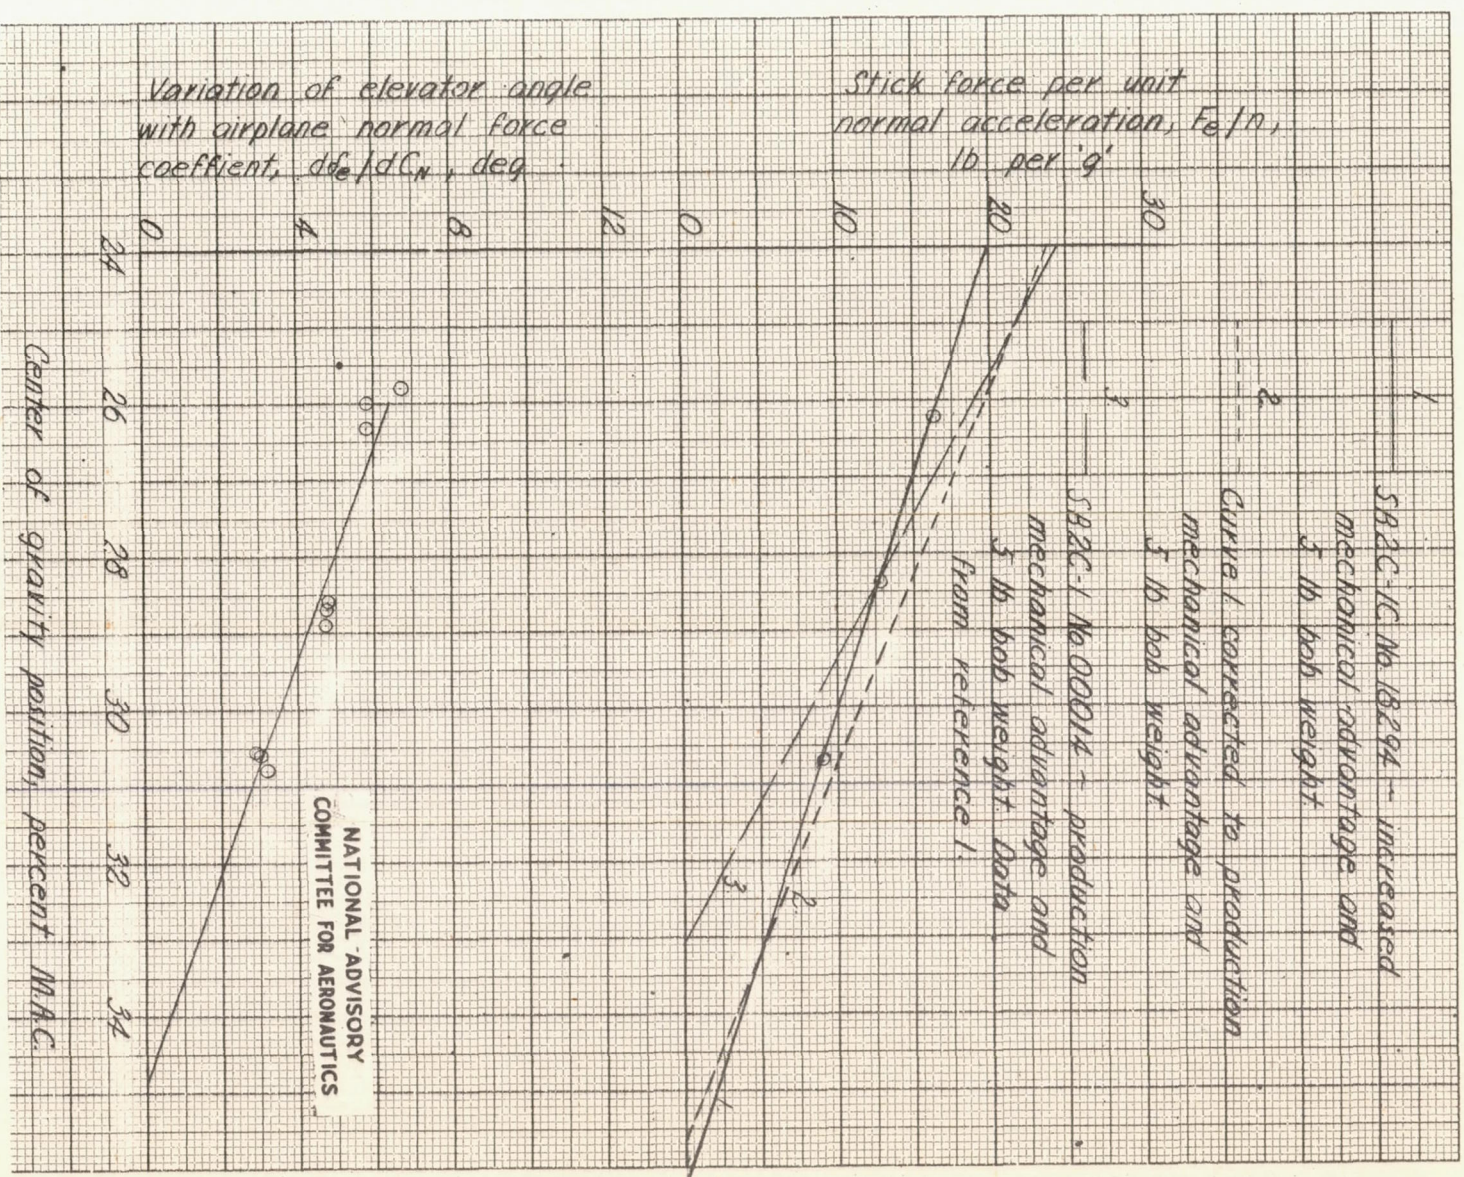 1
SB2C-1C No. 18294 - increased
mechanical advantage and
5 lb bob weight
2
Curve 1 corrected to production
mechanical advantage and
5 lb bob weight
3
SB2C-1 No. 00014 - production
mechanical advantage and
5 lb bob weight. Data
from reference 1.
Stick force per unit
normal acceleration, Fe/n,
lb per 'g'
30
20
10
0
3
2
1
Variation of elevator angle
with airplane normal force
coeffient, dδe/dCN, deg
12
8
4
0
24
26
28
30
32
34
Center of gravity position, percent M.A.C.
NATIONAL ADVISORY
COMMITTEE FOR AERONAUTICS